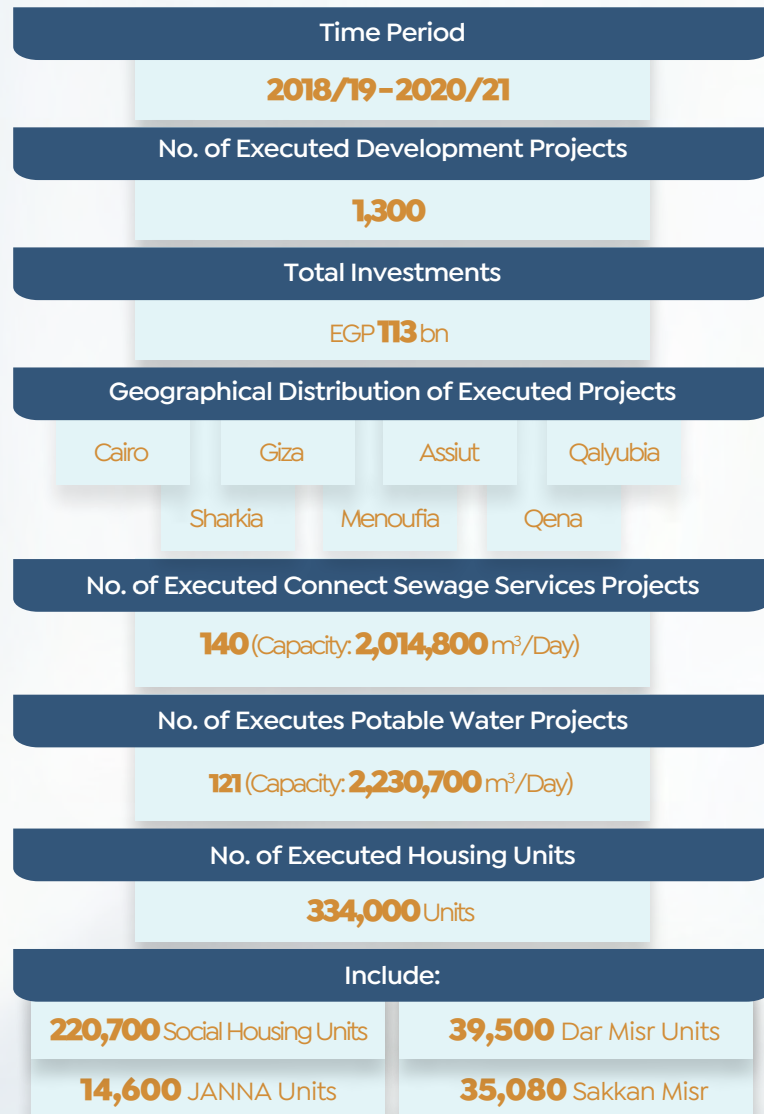 Time Period
2018/19-2020/21
No. of Executed Development Projects
1,300
Total Investments
EGP 113 bn
Geographical Distribution of Executed Projects
Cairo Giza Assiut Qalyubia
Sharkia Menoufia Qena
No. of Executed Connect Sewage Services Projects
140 (Capacity: 2,014,800 m³/Day)
No. of Executes Potable Water Projects
121 (Capacity: 2,230,700 m³/Day)
No. of Executed Housing Units
334,000 Units
Include:
220,700 Social Housing Units 39,500 Dar Misr Units
14,600 JANNA Units 35,080 Sakkan Misr